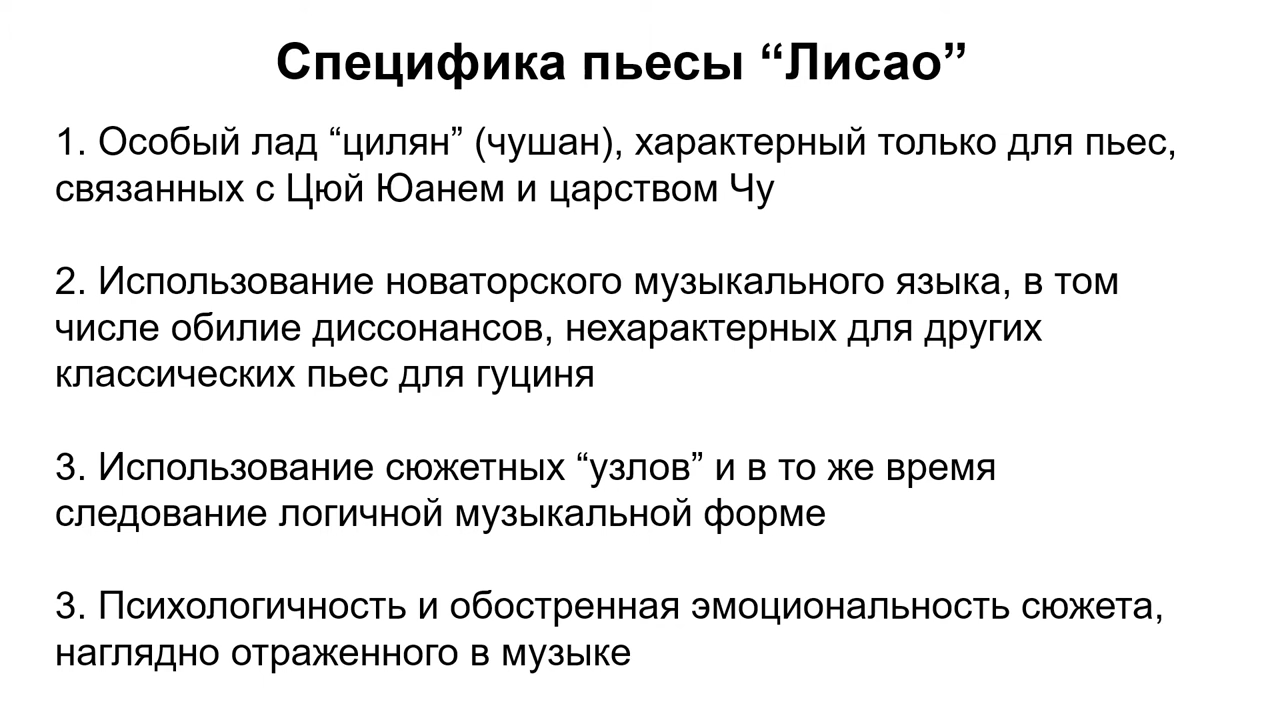 Специфика пьесы “Лисао”
1. Особый лад “цилян” (чушан), характерный только для пьес,
связанных с Цюй Юанем и царством Чу
2. Использование новаторского музыкального языка, в том
числе обилие диссонансов, нехарактерных для других
классических пьес для гуциня
3. Использование сюжетных “узлов” и в то же время
следование логичной музыкальной форме
3. Психологичность и обостренная эмоциональность сюжета,
наглядно отраженного в музыке